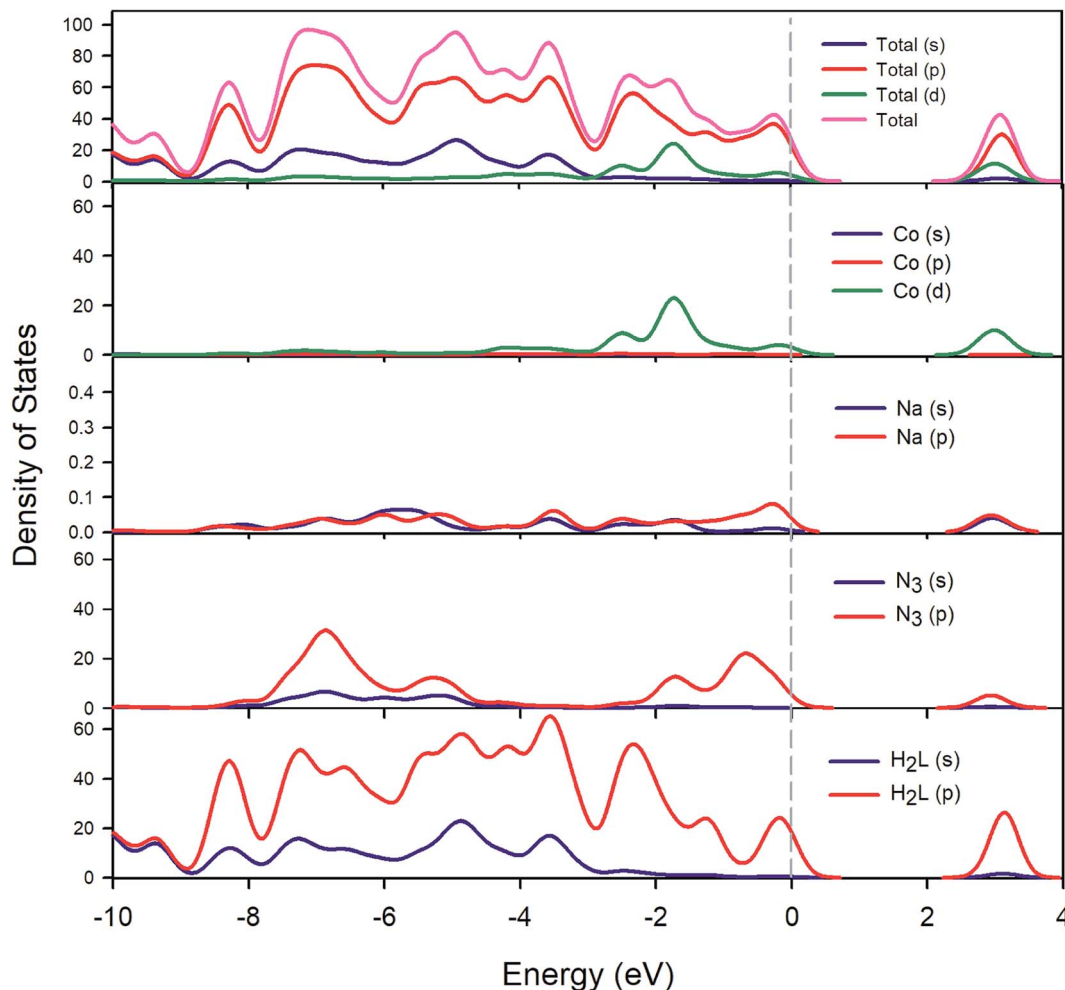 100
80
60
40
20
0
Total (s)
Total (p)
Total (d)
Total
60
40
20
0
Co (s)
Co (p)
Co (d)
0.4
0.3
0.2
0.1
0.0
Na (s)
Na (p)
60
40
20
0
N3 (s)
N3 (p)
60
40
20
0
H2L (s)
H2L (p)
Density of States
-10 -8 -6 -4 -2 0 2 4
Energy (eV)